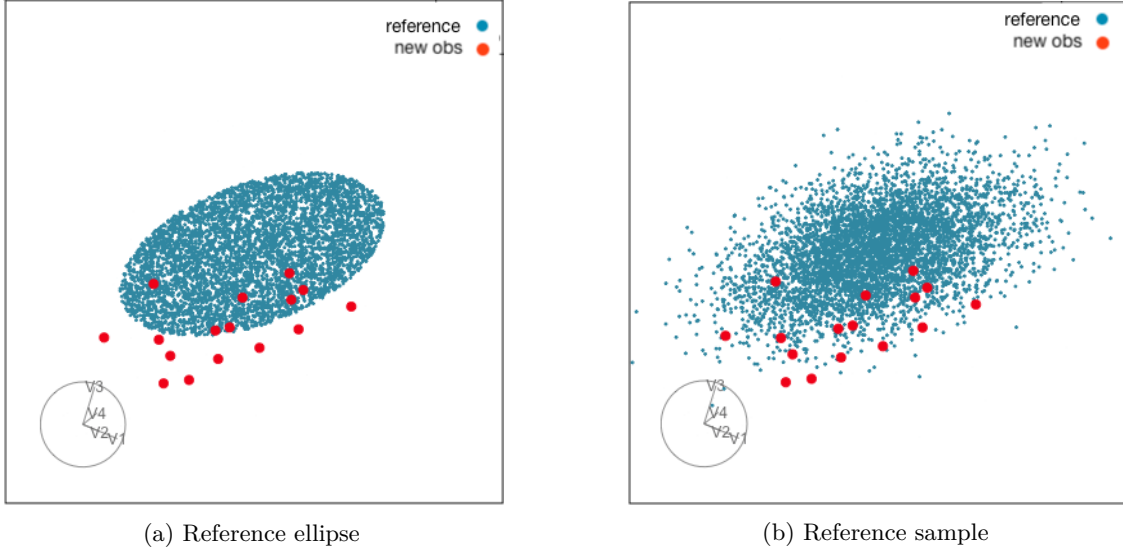 reference
new obs
V3
V4
V2
V1
(a) Reference ellipse
reference
new obs
V3
V4
V2
V1
(b) Reference sample